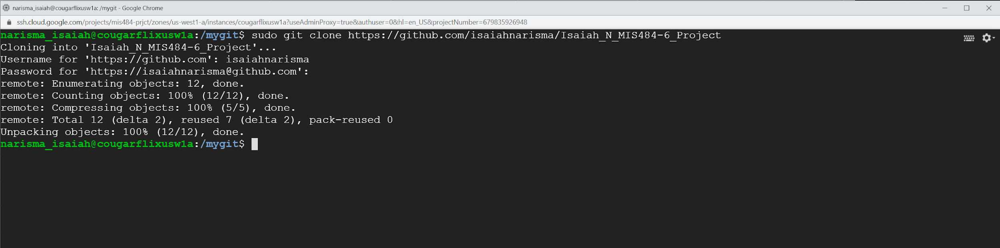 narisma_isaiah@cougarflixusw1a: /mygit - Google Chrome
ssh.cloud.google.com/projects/mis484-prjct/zones/us-west1-a/instances/cougarflixusw1a?useAdminProxy=true&authuser=0&hl=en_US&projectNumber=679835926948
narisma_isaiah@cougarflixusw1a:/mygit$ sudo git clone https://github.com/isaiahnarisma/Isaiah_N_MIS484-6_Project
Cloning into 'Isaiah_N_MIS484-6_Project'...
Username for 'https://github.com': isaiahnarisma
Password for 'https://isaiahnarisma@github.com':
remote: Enumerating objects: 12, done.
remote: Counting objects: 100% (12/12), done.
remote: Compressing objects: 100% (5/5), done.
remote: Total 12 (delta 2), reused 7 (delta 2), pack-reused 0
Unpacking objects: 100% (12/12), done.
narisma_isaiah@cougarflixusw1a:/mygit$